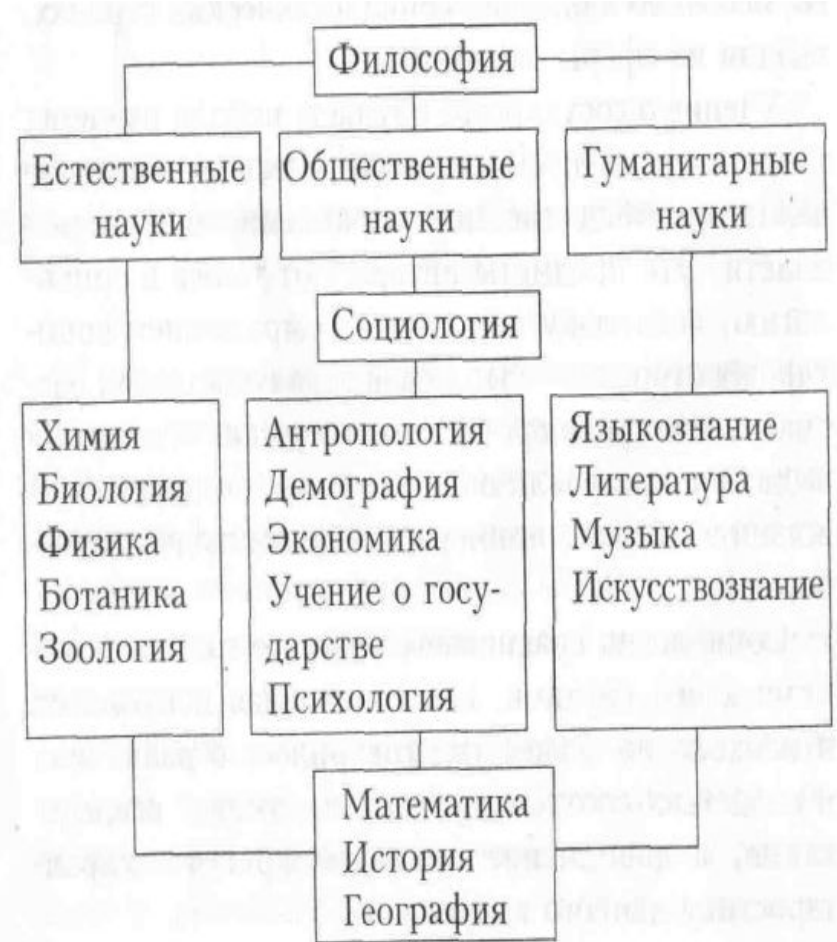 Философия
Естественные
науки
Общественные
науки
Гуманитарные
науки
Социология
Химия
Биология
Физика
Ботаника
Зоология
Антропология
Демография
Экономика
Учение о госу-
дарстве
Психология
Языкознание
Литература
Музыка
Искусствознание
Математика
История
География